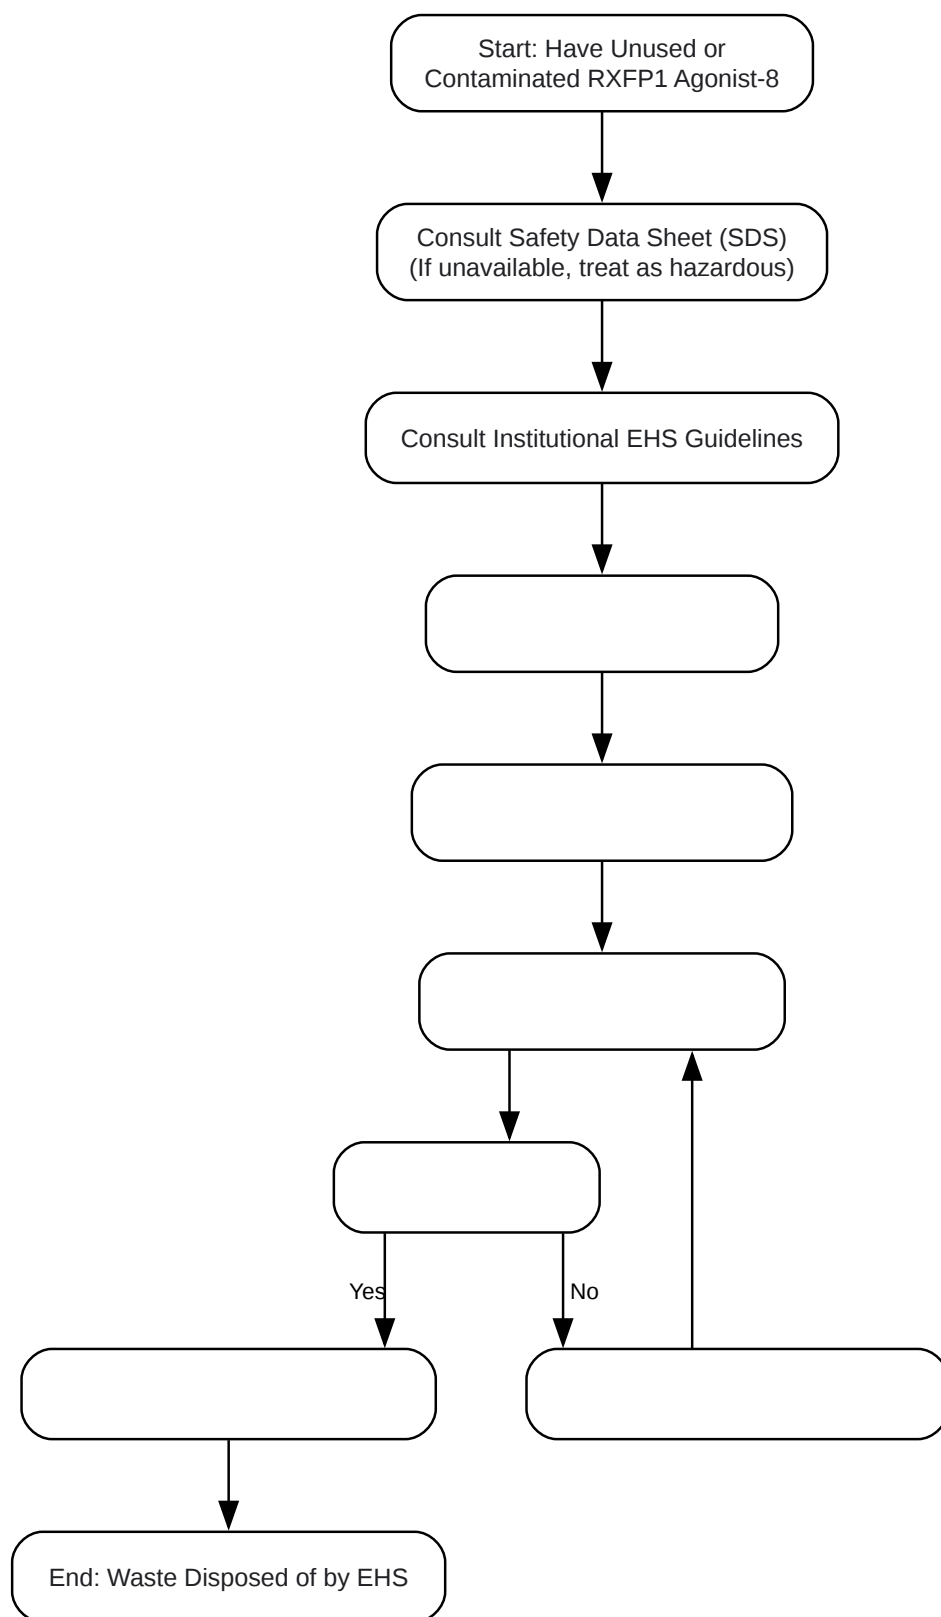 Start: Have Unused or
Contaminated RXFP1 Agonist-8
Consult Safety Data Sheet (SDS)
(If unavailable, treat as hazardous)
Consult Institutional EHS Guidelines
Yes
No
End: Waste Disposed of by EHS